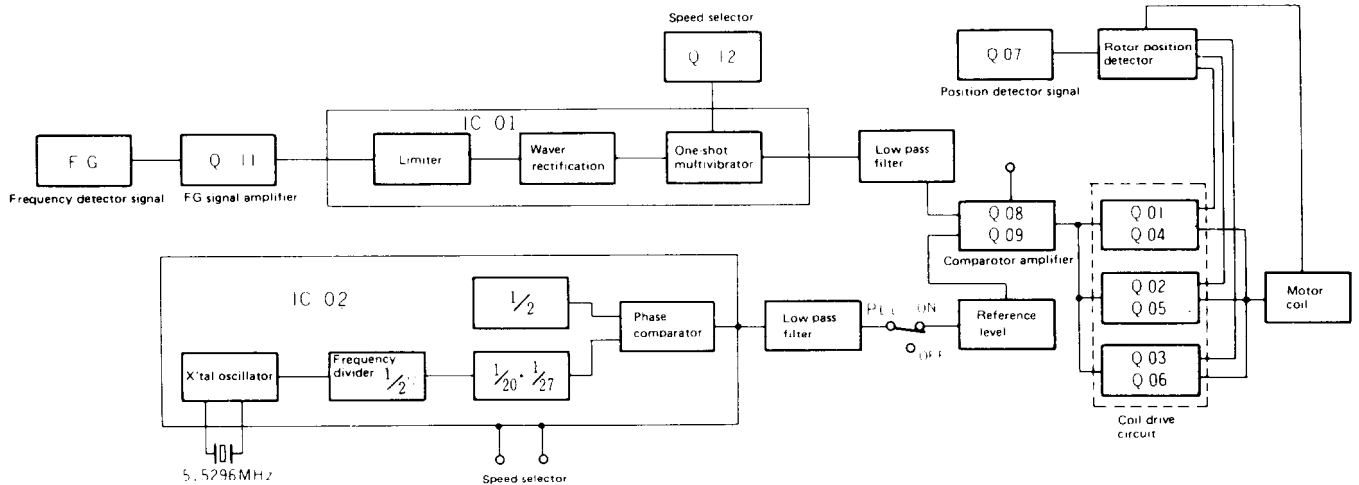 Speed selector
Q 12
Q 07
Position detector signal
Rotor position
detector
IC 01
F G
Frequency detector signal
Q 11
FG signal amplifier
Limiter
Waver
rectification
One-shot
multivibrator
Low pass
filter
Q 08
Q 09
Comparotor amplifier
Q 01
Q 04
Q 02
Q 05
Q 03
Q 06
Coil drive
circuit
Motor
coil
IC 02
1/2
Phase
comparator
X'tal oscillator
Frequency
divider
1/20 · 1/27
Low pass
filter
ON
OFF
Reference
level
5.5296MHz
Speed selector